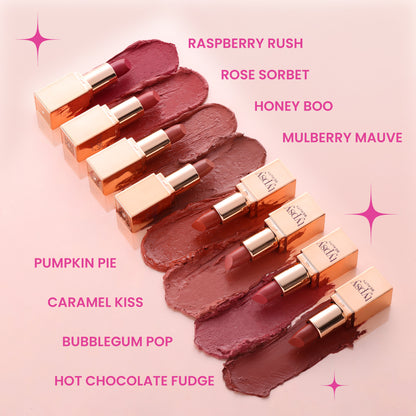 RASPBERRY RUSH
ROSE SORBET
HONEY BOO
MULBERRY MAUVE
PUMPKIN PIE
CARAMEL KISS
BUBBLEGUM POP
HOT CHOCOLATE FUDGE